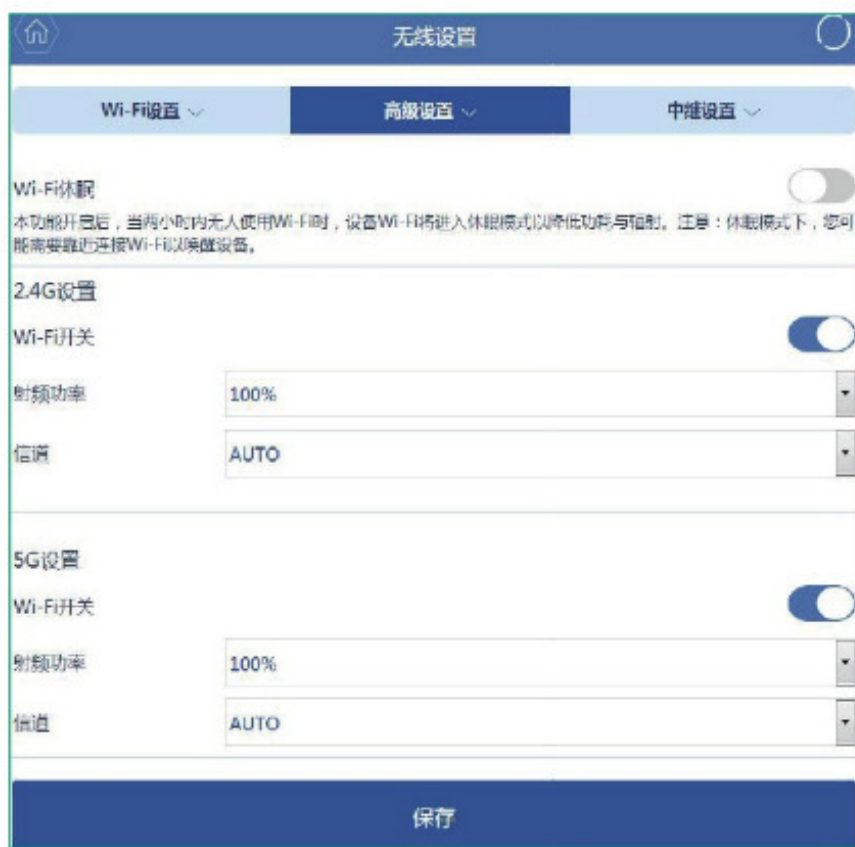 无线设置
Wi-Fi设置 高级设置 中继设置
Wi-Fi休眠
本功能开启后，当两小时内无人使用Wi-Fi时，设备Wi-Fi将进入休眠模式以降低功耗与辐射。注意：休眠模式下，您可
能需要靠近连接Wi-Fi以唤醒设备。
2.4G设置
Wi-Fi开关
射频功率 100%
信道 AUTO
5G设置
Wi-Fi开关
射频功率 100%
信道 AUTO
保存